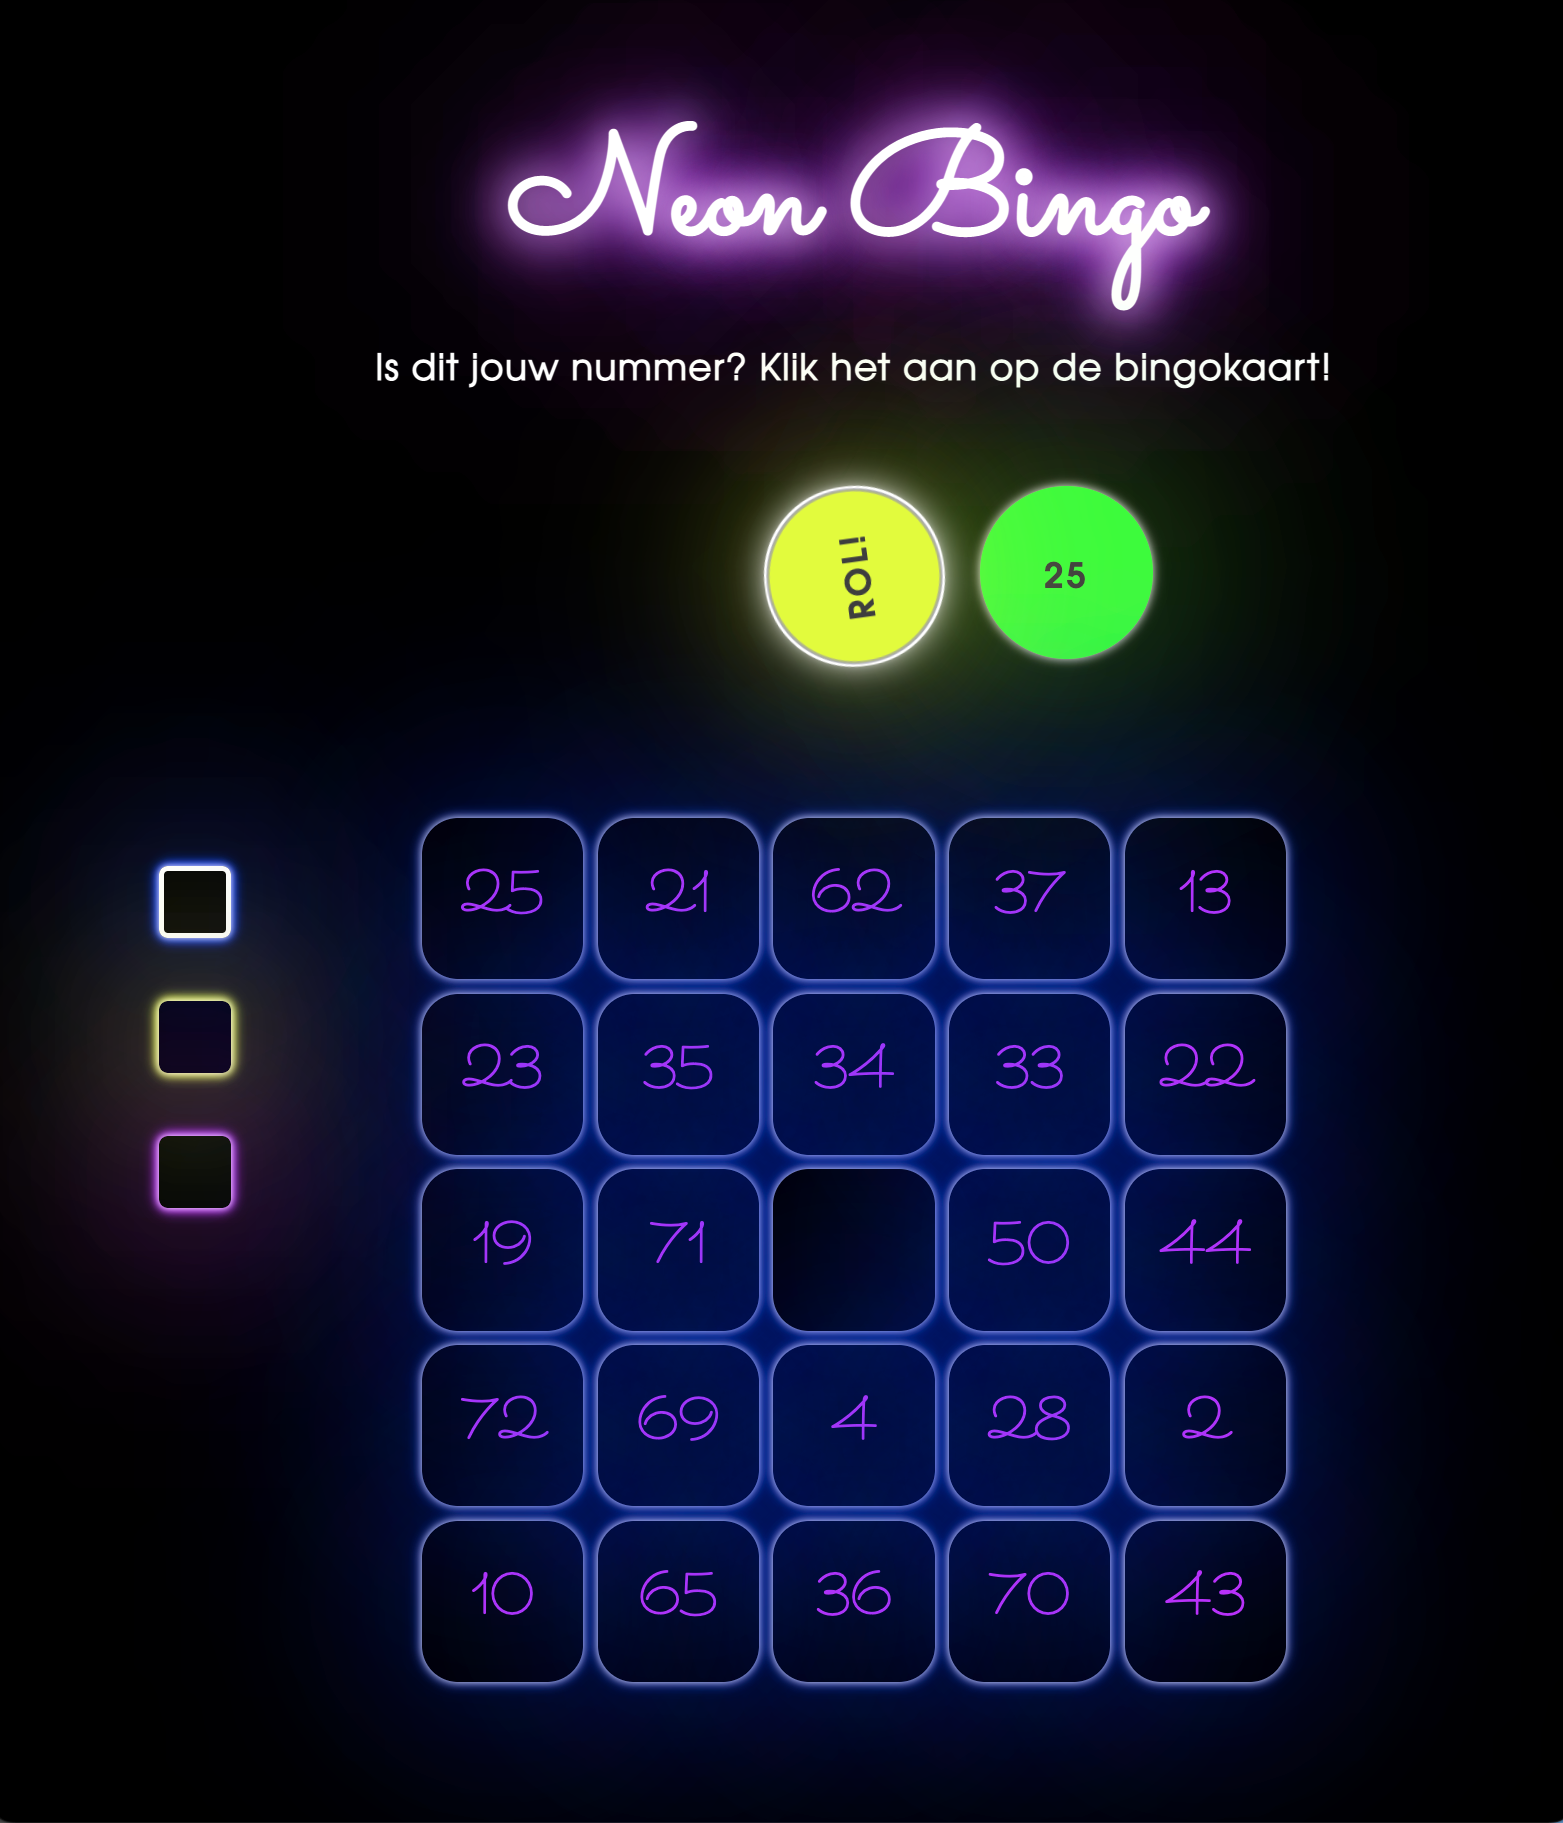 Neon Bingo
Is dit jouw nummer? Klik het aan op de bingokaart!
ROL!
25
25 21 62 37 13
23 35 34 33 22
19 71 50 44
72 69 4 28 2
10 65 36 70 43